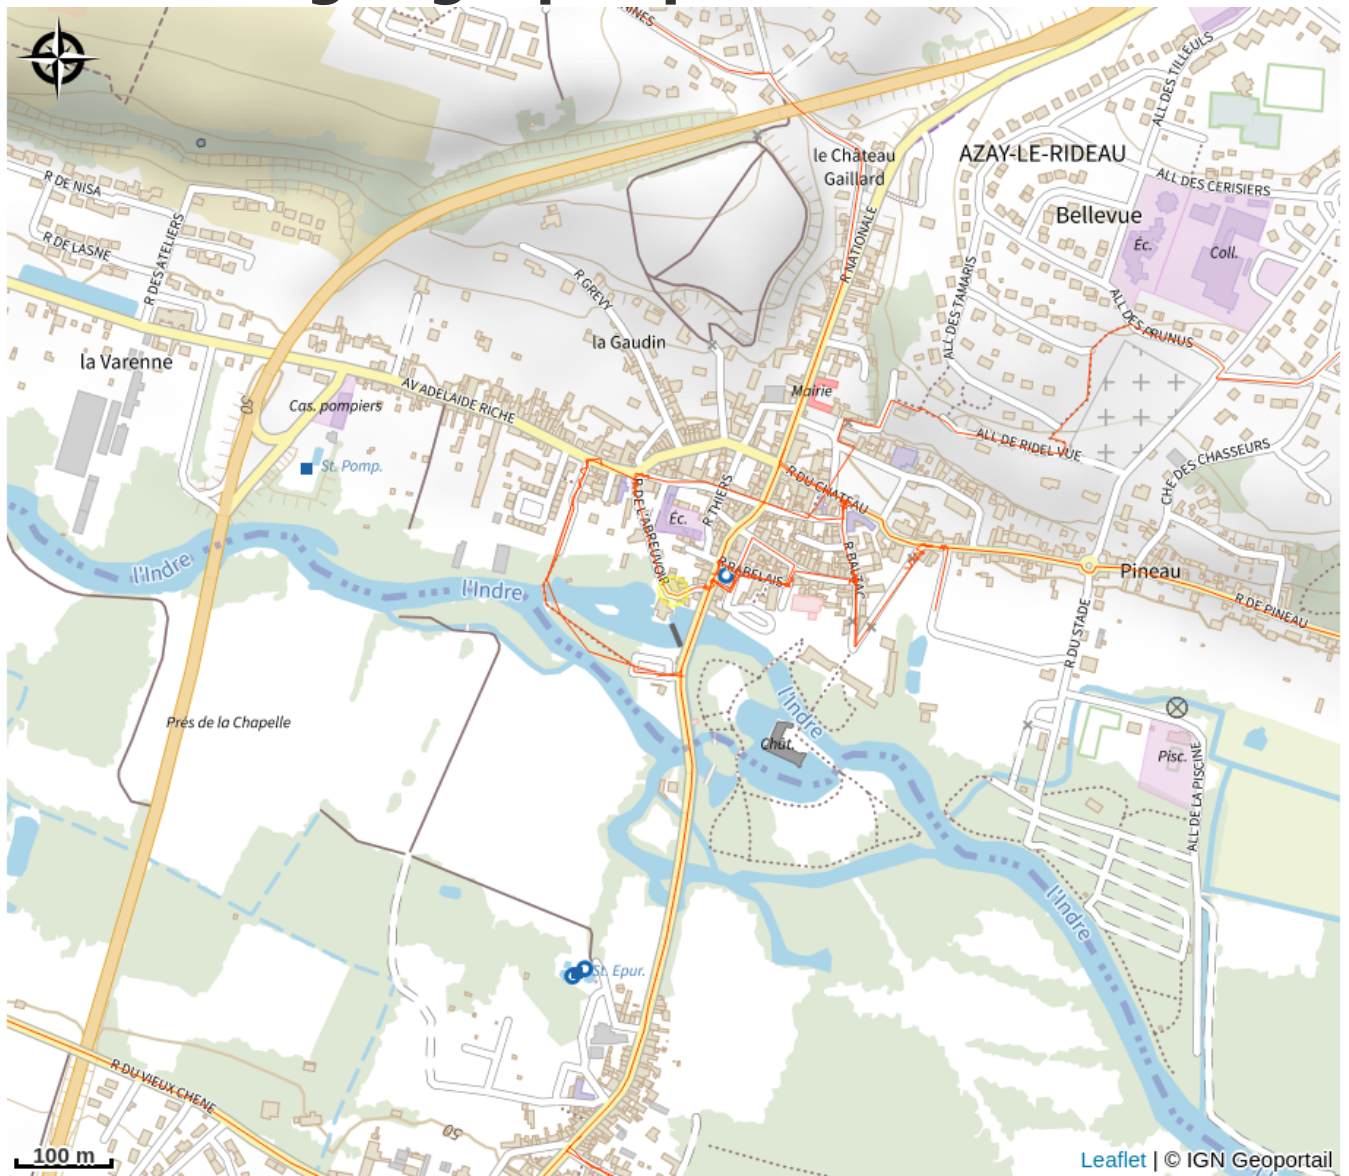 AZAY-LE-RIDEAU
le Château
Gaillard
ALL DES TILLEULS
ALL DES CERISIERS
Bellevue
Éc.
Coll.
R DE NISA
R DE LASNE
R DES ATELIERS
R GREVY
R NATIONALE
ALL DES TAMARIS
ALL DES PRUNUS
la Varenne
la Gaudin
Mairie
50
Cas. pompiers
AV ADELAIDE RICHE
St. Pomp.
ALL DE RIDEL VUE
CHE DES CHASSEURS
R DU CHATEAU
R THIERS
Éc.
R DE L'ABREUVOIR
R RABELAIS
R BALZAC
l'Indre
l'Indre
Pineau
R DE PINEAU
R DU STADE
l'Indre
Prés de la Chapelle
Chât.
Pisc.
ALL DE LA PISCINE
l'Indre
St. Epur.
R DU VIEUX CHENE
50
100 m
Leaflet | © IGN Geoportail